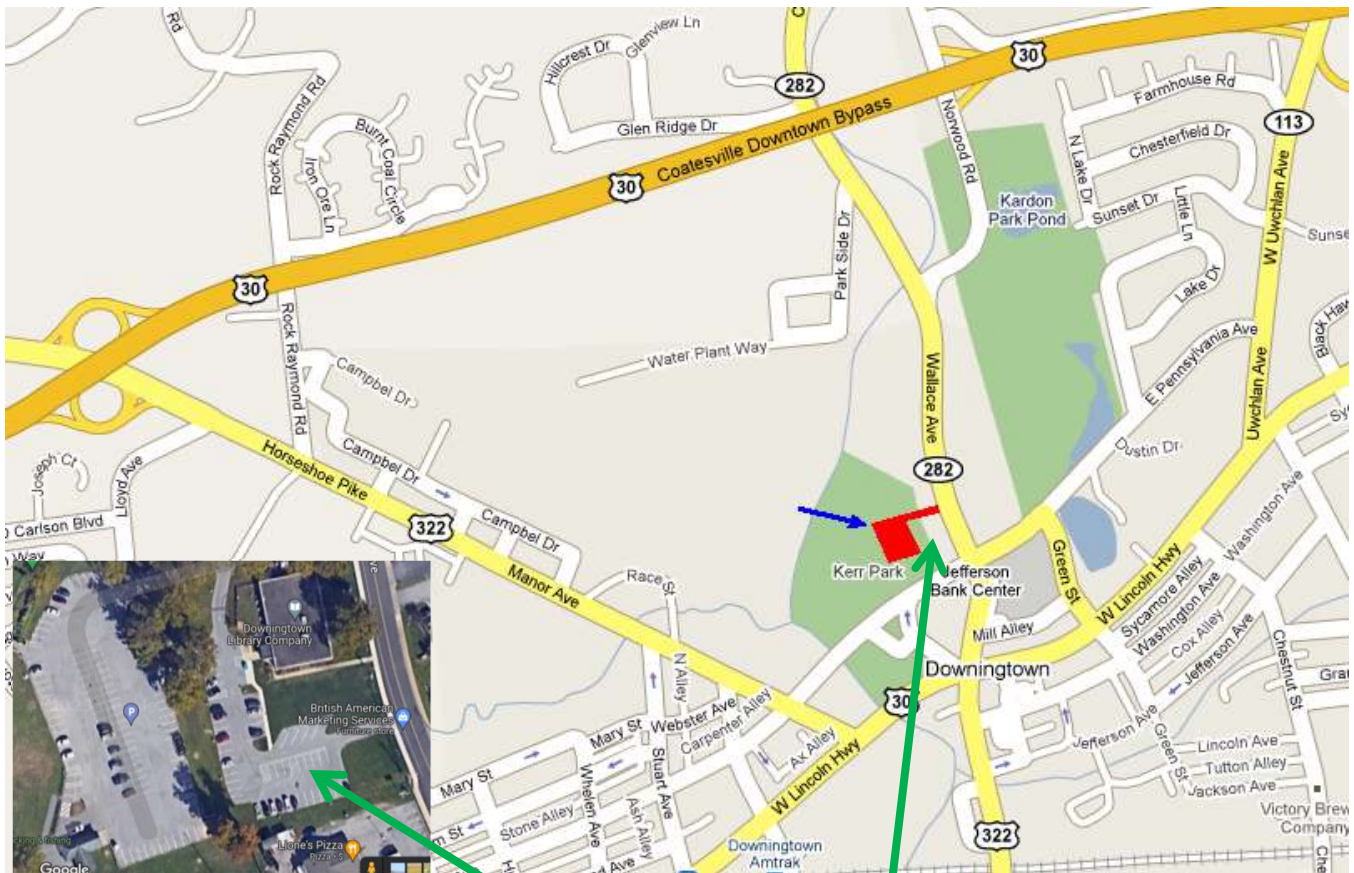 Rd
Glenview Ln
Hillcrest Dr
282
30
Rock Raymond Rd
Burnt Coal Circle
Iron Ore Ln
Glen Ridge Dr
Coatesville Downtown Bypass
30
30
Norwood Rd
Farmhouse Rd
113
N Lake Dr
Chesterfield Dr
Kardon
Park Pond
Sunset Dr
Little Ln
Sunse
W Uwchlan Ave
Park Side Dr
Lake Dr
Rock Raymond Rd
Water Plant Way
Wallace Ave
E Pennsylvania Ave
Black Haw
Campbel Dr
Uwchlan Ave
Dustin Dr
Joseph Ct
Lloyd Ave
Horseshoe Pike
Campbel Dr
282
Carlson Blvd
322
Campbel Dr
Way
Manor Ave
Race St
Kerr Park
Jefferson
Bank Center
Green St
W Lincoln Hwy
Washington Ave
Sycamore Alley
Washington Ave
Cox Alley
Jefferson Ave
Mill Alley
Downingtown
Chestnut St
Gra
N Alley
30
Mary St
Webster Ave
Carpenter Alley
Ax Alley
W Lincoln Hwy
Jefferson Ave
Green St
Lincoln Ave
Tutton Alley
Jackson Ave
Mary St
Stone Alley
Whelen Ave
Stuart Ave
Ash Alley
Downingtown
Amtrak
322
Victory Brew
Company
Che
Downingtown
Library Company
P
British American
Marketing Services
Furniture store
Lione's Pizza
Pizza • $
Google